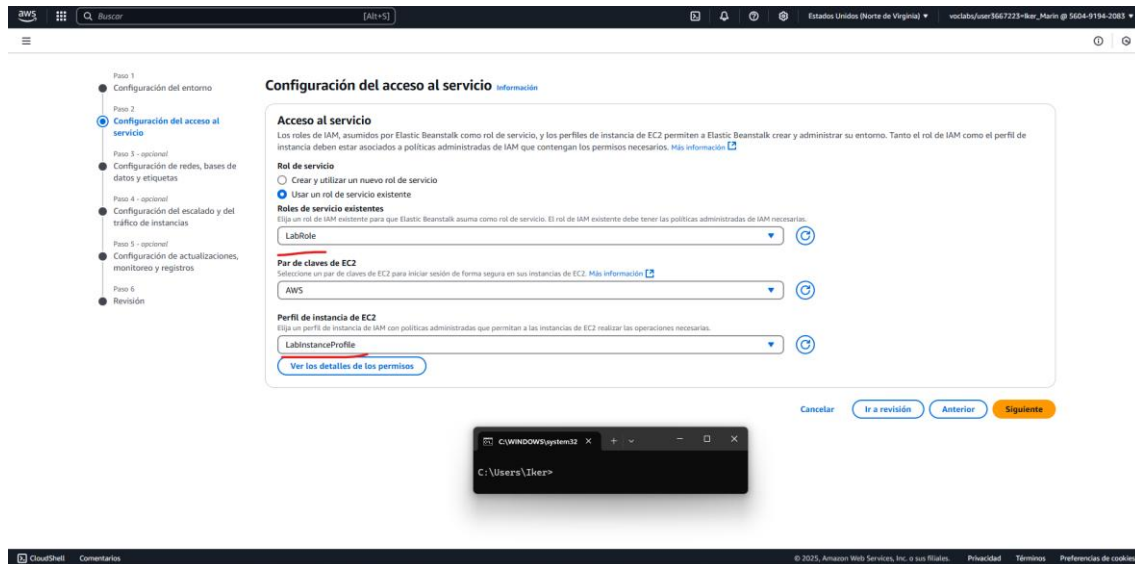 aws
Buscar
[Alt+S]
Estados Unidos (Norte de Virginia)
voclabs/user3667223=Iker_Marin @ 5604-9194-2083
Paso 1
Configuración del entorno
Paso 2
Configuración del acceso al
servicio
Paso 3 - opcional
Configuración de redes, bases de
datos y etiquetas
Paso 4 - opcional
Configuración del escalado y del
tráfico de instancias
Paso 5 - opcional
Configuración de actualizaciones,
monitoreo y registros
Paso 6
Revisión
Configuración del acceso al servicio Información
Acceso al servicio
Los roles de IAM, asumidos por Elastic Beanstalk como rol de servicio, y los perfiles de instancia de EC2 permiten a Elastic Beanstalk crear y administrar su entorno. Tanto el rol de IAM como el perfil de
instancia deben estar asociados a políticas administradas de IAM que contengan los permisos necesarios. Más información
Rol de servicio
Crear y utilizar un nuevo rol de servicio
Usar un rol de servicio existente
Roles de servicio existentes
Elija un rol de IAM existente para que Elastic Beanstalk asuma como rol de servicio. El rol de IAM existente debe tener las políticas administradas de IAM necesarias.
LabRole
Par de claves de EC2
Seleccione un par de claves de EC2 para iniciar sesión de forma segura en sus instancias de EC2. Más información
AWS
Perfil de instancia de EC2
Elija un perfil de instancia de IAM con políticas administradas que permitan a las instancias de EC2 realizar las operaciones necesarias.
LabInstanceProfile
Ver los detalles de los permisos
Cancelar
Ir a revisión
Anterior
Siguiente
C:\WINDOWS\system32
C:\Users\Iker>
CloudShell
Comentarios
© 2025, Amazon Web Services, Inc. o sus filiales.
Privacidad
Términos
Preferencias de cookies